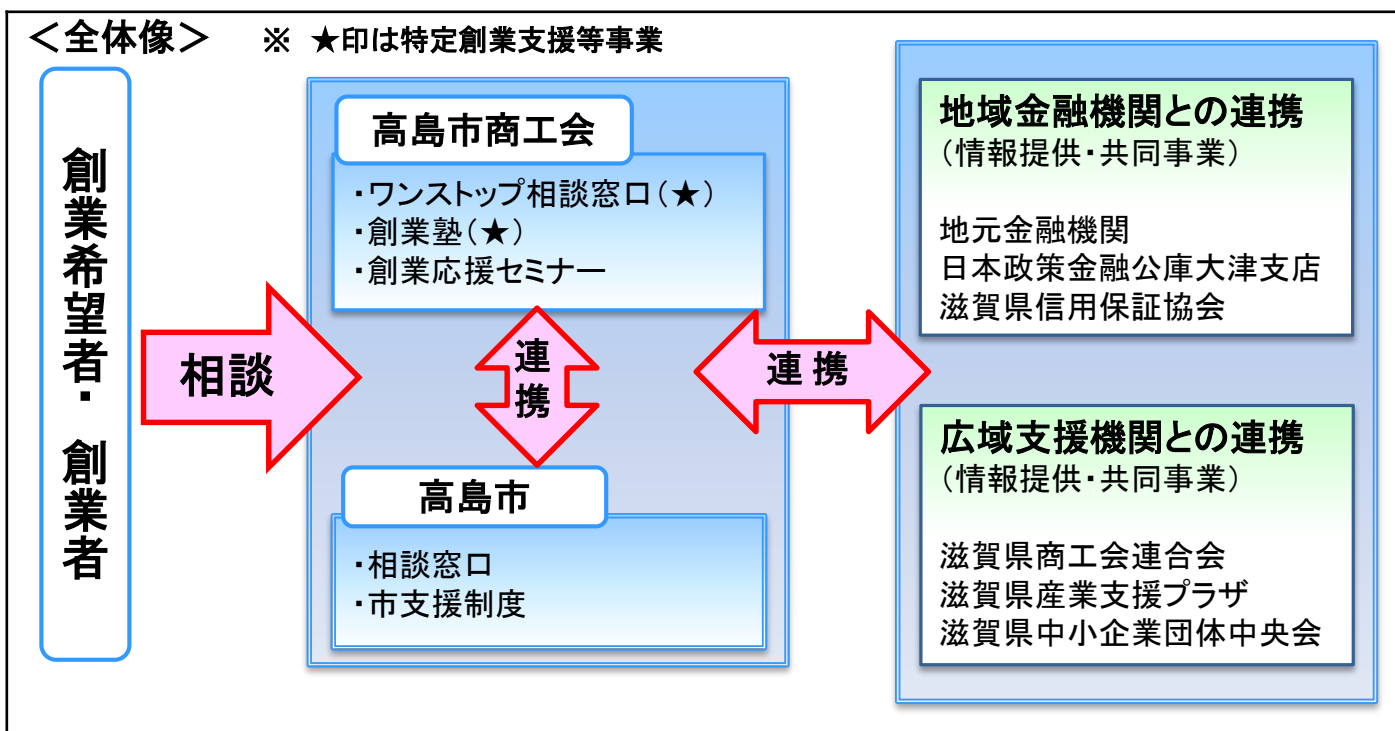 ＜全体像＞　※ ★印は特定創業支援等事業
創業希望者・創業者
相談
高島市商工会
・ワンストップ相談窓口（★）
・創業塾（★）
・創業応援セミナー
連携
高島市
・相談窓口
・市支援制度
連携
地域金融機関との連携
（情報提供・共同事業）
地元金融機関
日本政策金融公庫大津支店
滋賀県信用保証協会
広域支援機関との連携
（情報提供・共同事業）
滋賀県商工会連合会
滋賀県産業支援プラザ
滋賀県中小企業団体中央会